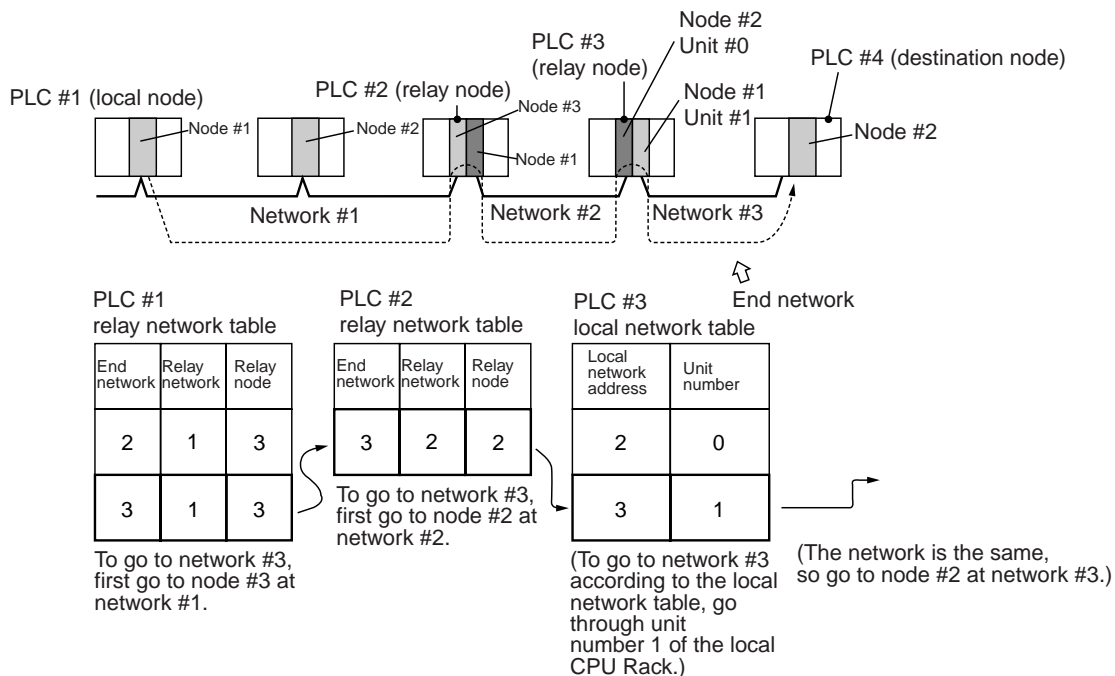 Node #2
Unit #0
PLC #3
(relay node)
PLC #4 (destination node)
PLC #1 (local node)
PLC #2 (relay node)
Node #1
Unit #1
Node #3
Node #1
Node #2
Node #1
Node #2
Network #1
Network #2
Network #3
End network
PLC #1
relay network table
End
network
Relay
network
Relay
node
2
1
3
3
1
3
To go to network #3,
first go to node #3 at
network #1.
PLC #2
relay network table
End
network
Relay
network
Relay
node
3
2
2
To go to network #3,
first go to node #2 at
network #2.
PLC #3
local network table
Local
network
address
Unit
number
2
0
3
1
(To go to network #3
according to the local
network table, go
through unit
number 1 of the local
CPU Rack.)
(The network is the same,
so go to node #2 at network #3.)